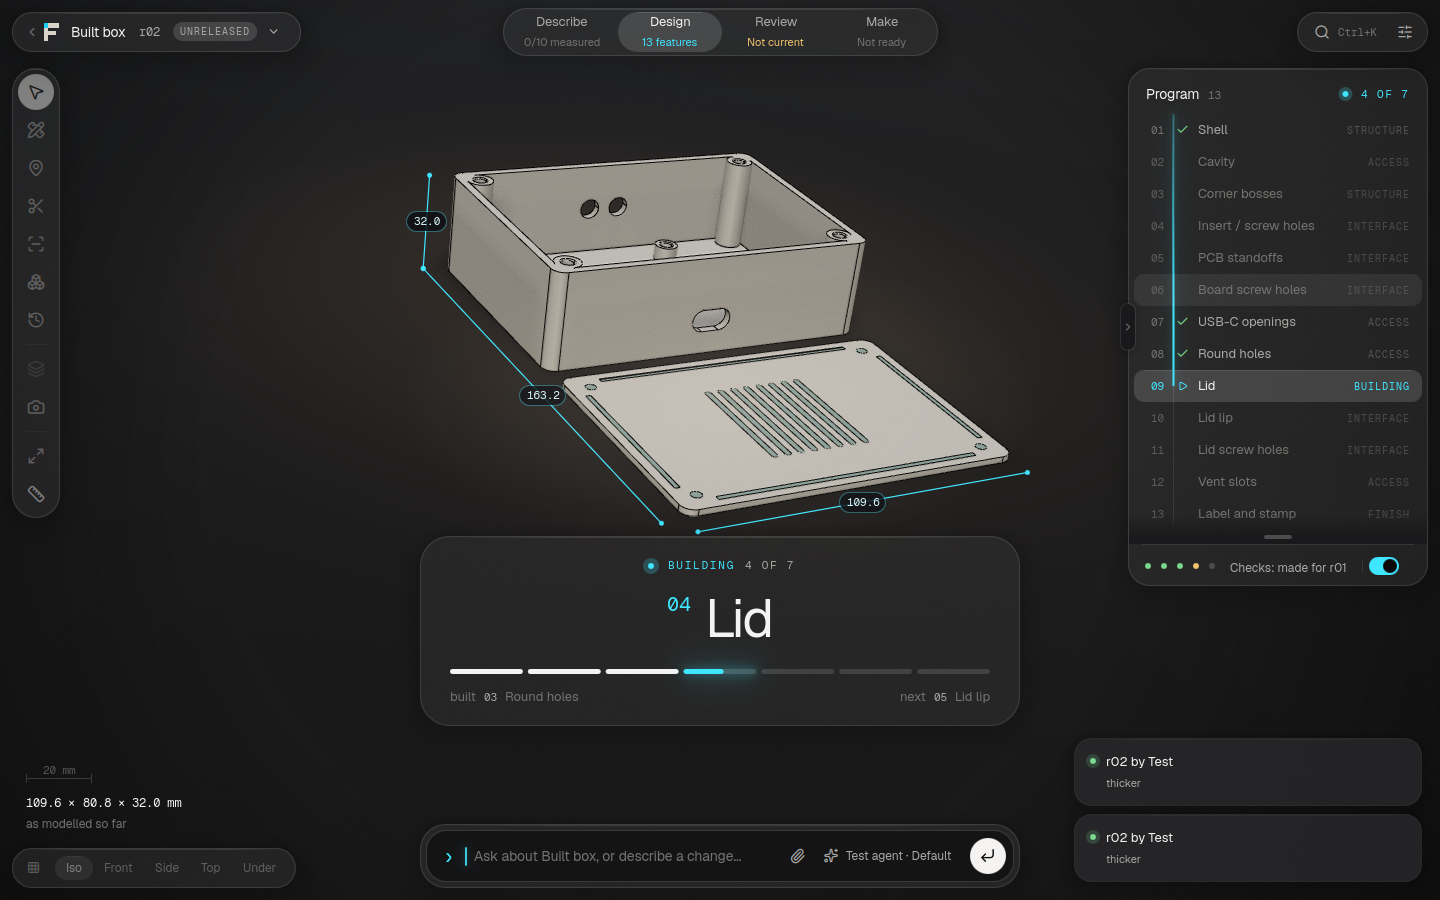 Built box r02 UNRELEASED
Describe
0/10 measured
Design
13 features
Review
Not current
Make
Not ready
Ctrl+K
Program 13
4 OF 7
01 Shell STRUCTURE
02 Cavity ACCESS
03 Corner bosses STRUCTURE
04 Insert / screw holes INTERFACE
05 PCB standoffs INTERFACE
06 Board screw holes INTERFACE
07 USB-C openings ACCESS
08 Round holes ACCESS
09 Lid BUILDING
10 Lid lip INTERFACE
11 Lid screw holes INTERFACE
12 Vent slots ACCESS
13 Label and stamp FINISH
Checks: made for r01
32.0
163.2
109.6
BUILDING 4 OF 7
04 Lid
built 03 Round holes
next 05 Lid lip
20 mm
109.6 × 80.8 × 32.0 mm
as modelled so far
Iso Front Side Top Under
Ask about Built box, or describe a change...
Test agent · Default
r02 by Test
thicker
r02 by Test
thicker